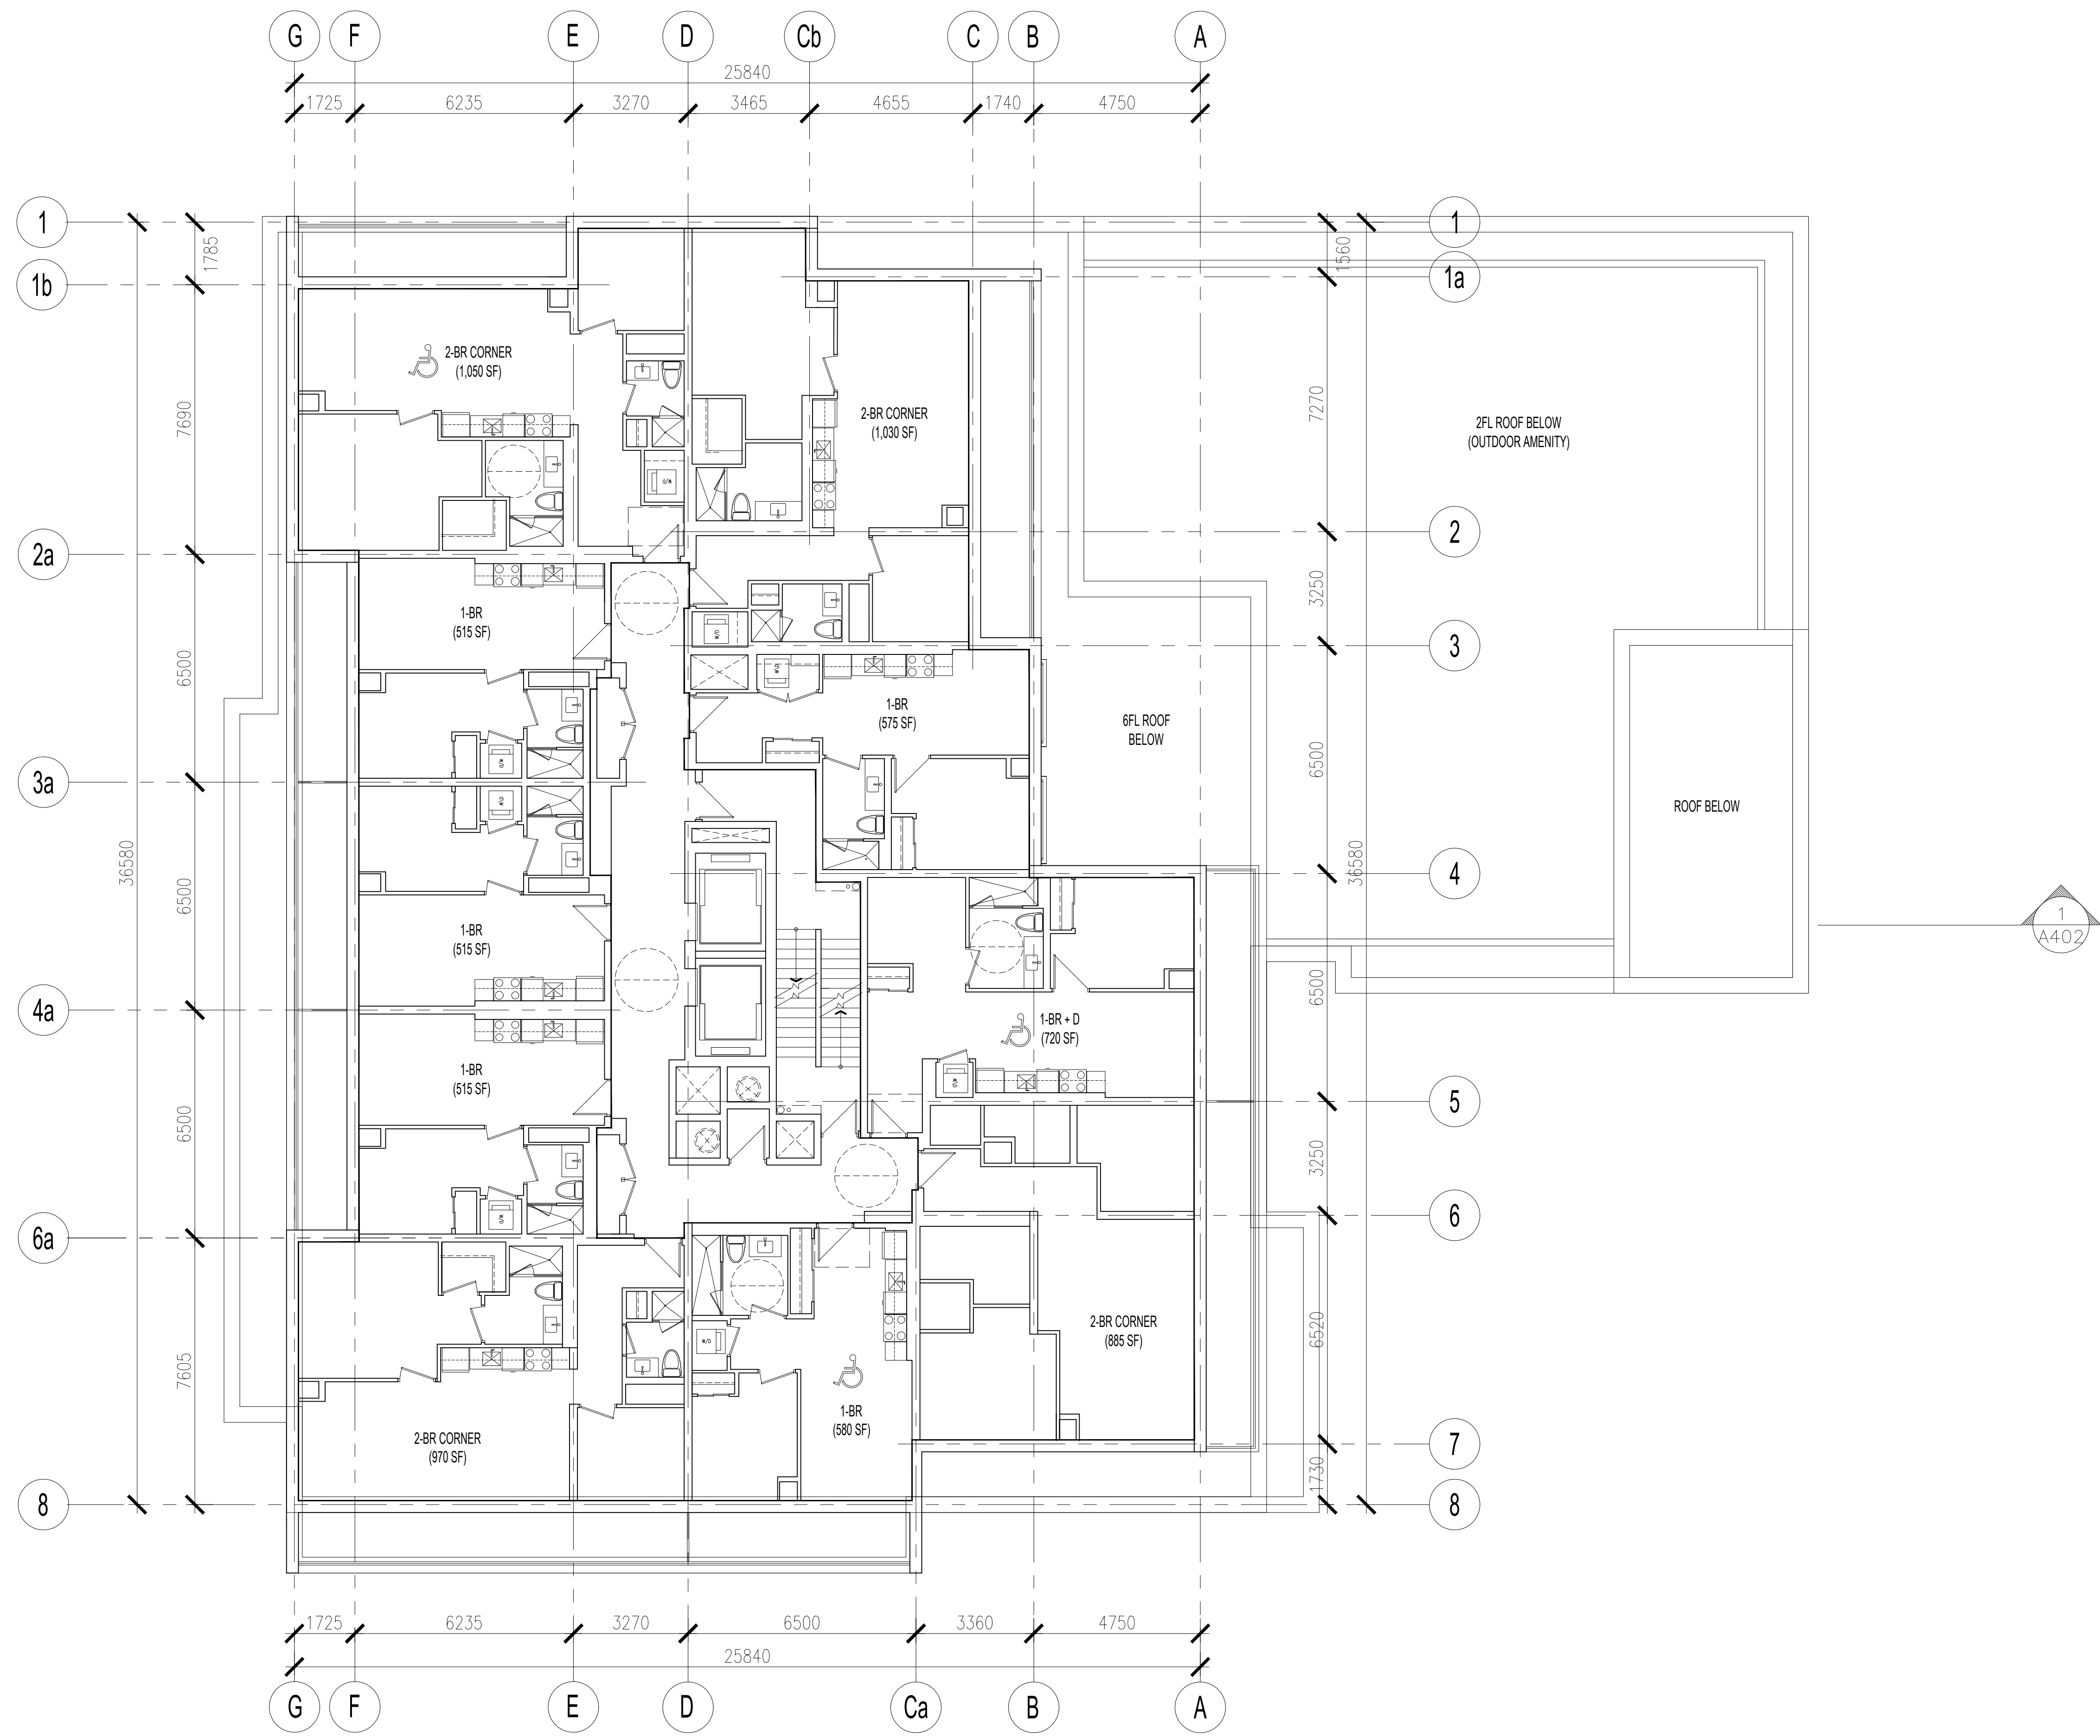 G F E D Cb C B A
25840
1725 6235 3270 3465 4655 1740 4750
1 1
1785 1560
1b 1a
2-BR CORNER
(1,050 SF)
7690
2-BR CORNER
(1,030 SF)
7270
2FL ROOF BELOW
(OUTDOOR AMENITY)
W/D
2a 2
1-BR
(515 SF)
3250
W/D
3
6500
W/D
1-BR
(575 SF)
6FL ROOF
BELOW
6500
W/D
3a
W/D
ROOF BELOW
36580 36580
4
6500
1-BR
(515 SF)
1
A402
6500
4a
1-BR + D
(720 SF)
1-BR
(515 SF)
W/D
5
6500
3250
W/D
6a 6
2-BR CORNER
(885 SF)
6520
W/D
7605
1-BR
(580 SF)
2-BR CORNER
(970 SF)
7
1730
8 8
1725 6235 3270 6500 3360 4750
25840
G F E D Ca B A